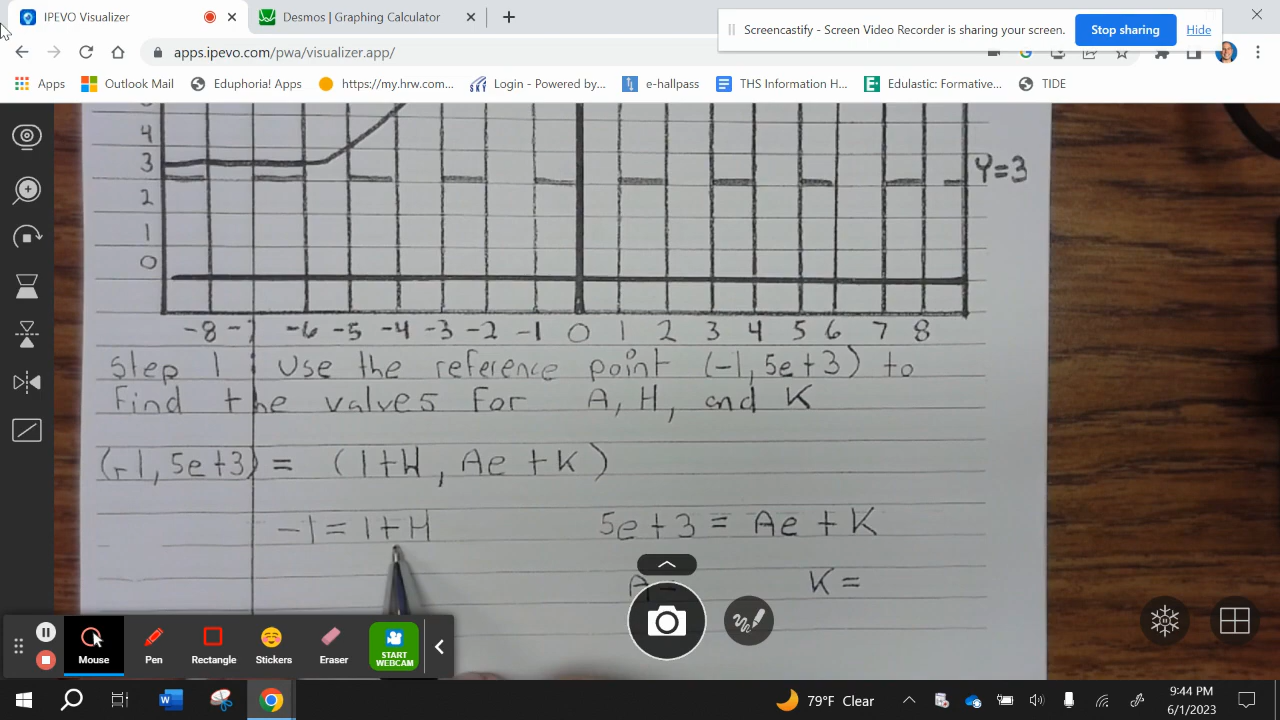 IPEVO Visualizer
Desmos | Graphing Calculator
Screencastify - Screen Video Recorder is sharing your screen. Stop sharing Hide
apps.ipevo.com/pwa/visualizer.app/
Apps Outlook Mail Eduphoria! Apps https://my.hrw.com... Login - Powered by... e-hallpass THS Information H... Edulastic: Formative... TIDE
4
3
Y=3
2
1
0
-8 -7 -6 -5 -4 -3 -2 -1 0 1 2 3 4 5 6 7 8
Step 1 Use the reference point (-1, 5e+3) to
Find the valves for A, H, and K
(-1, 5e+3) = (1+H, Ae +K)
-1 = 1+H 5e+3 = Ae + K
A = K =
Mouse Pen Rectangle Stickers Eraser START WEBCAM
79°F Clear
9:44 PM
6/1/2023